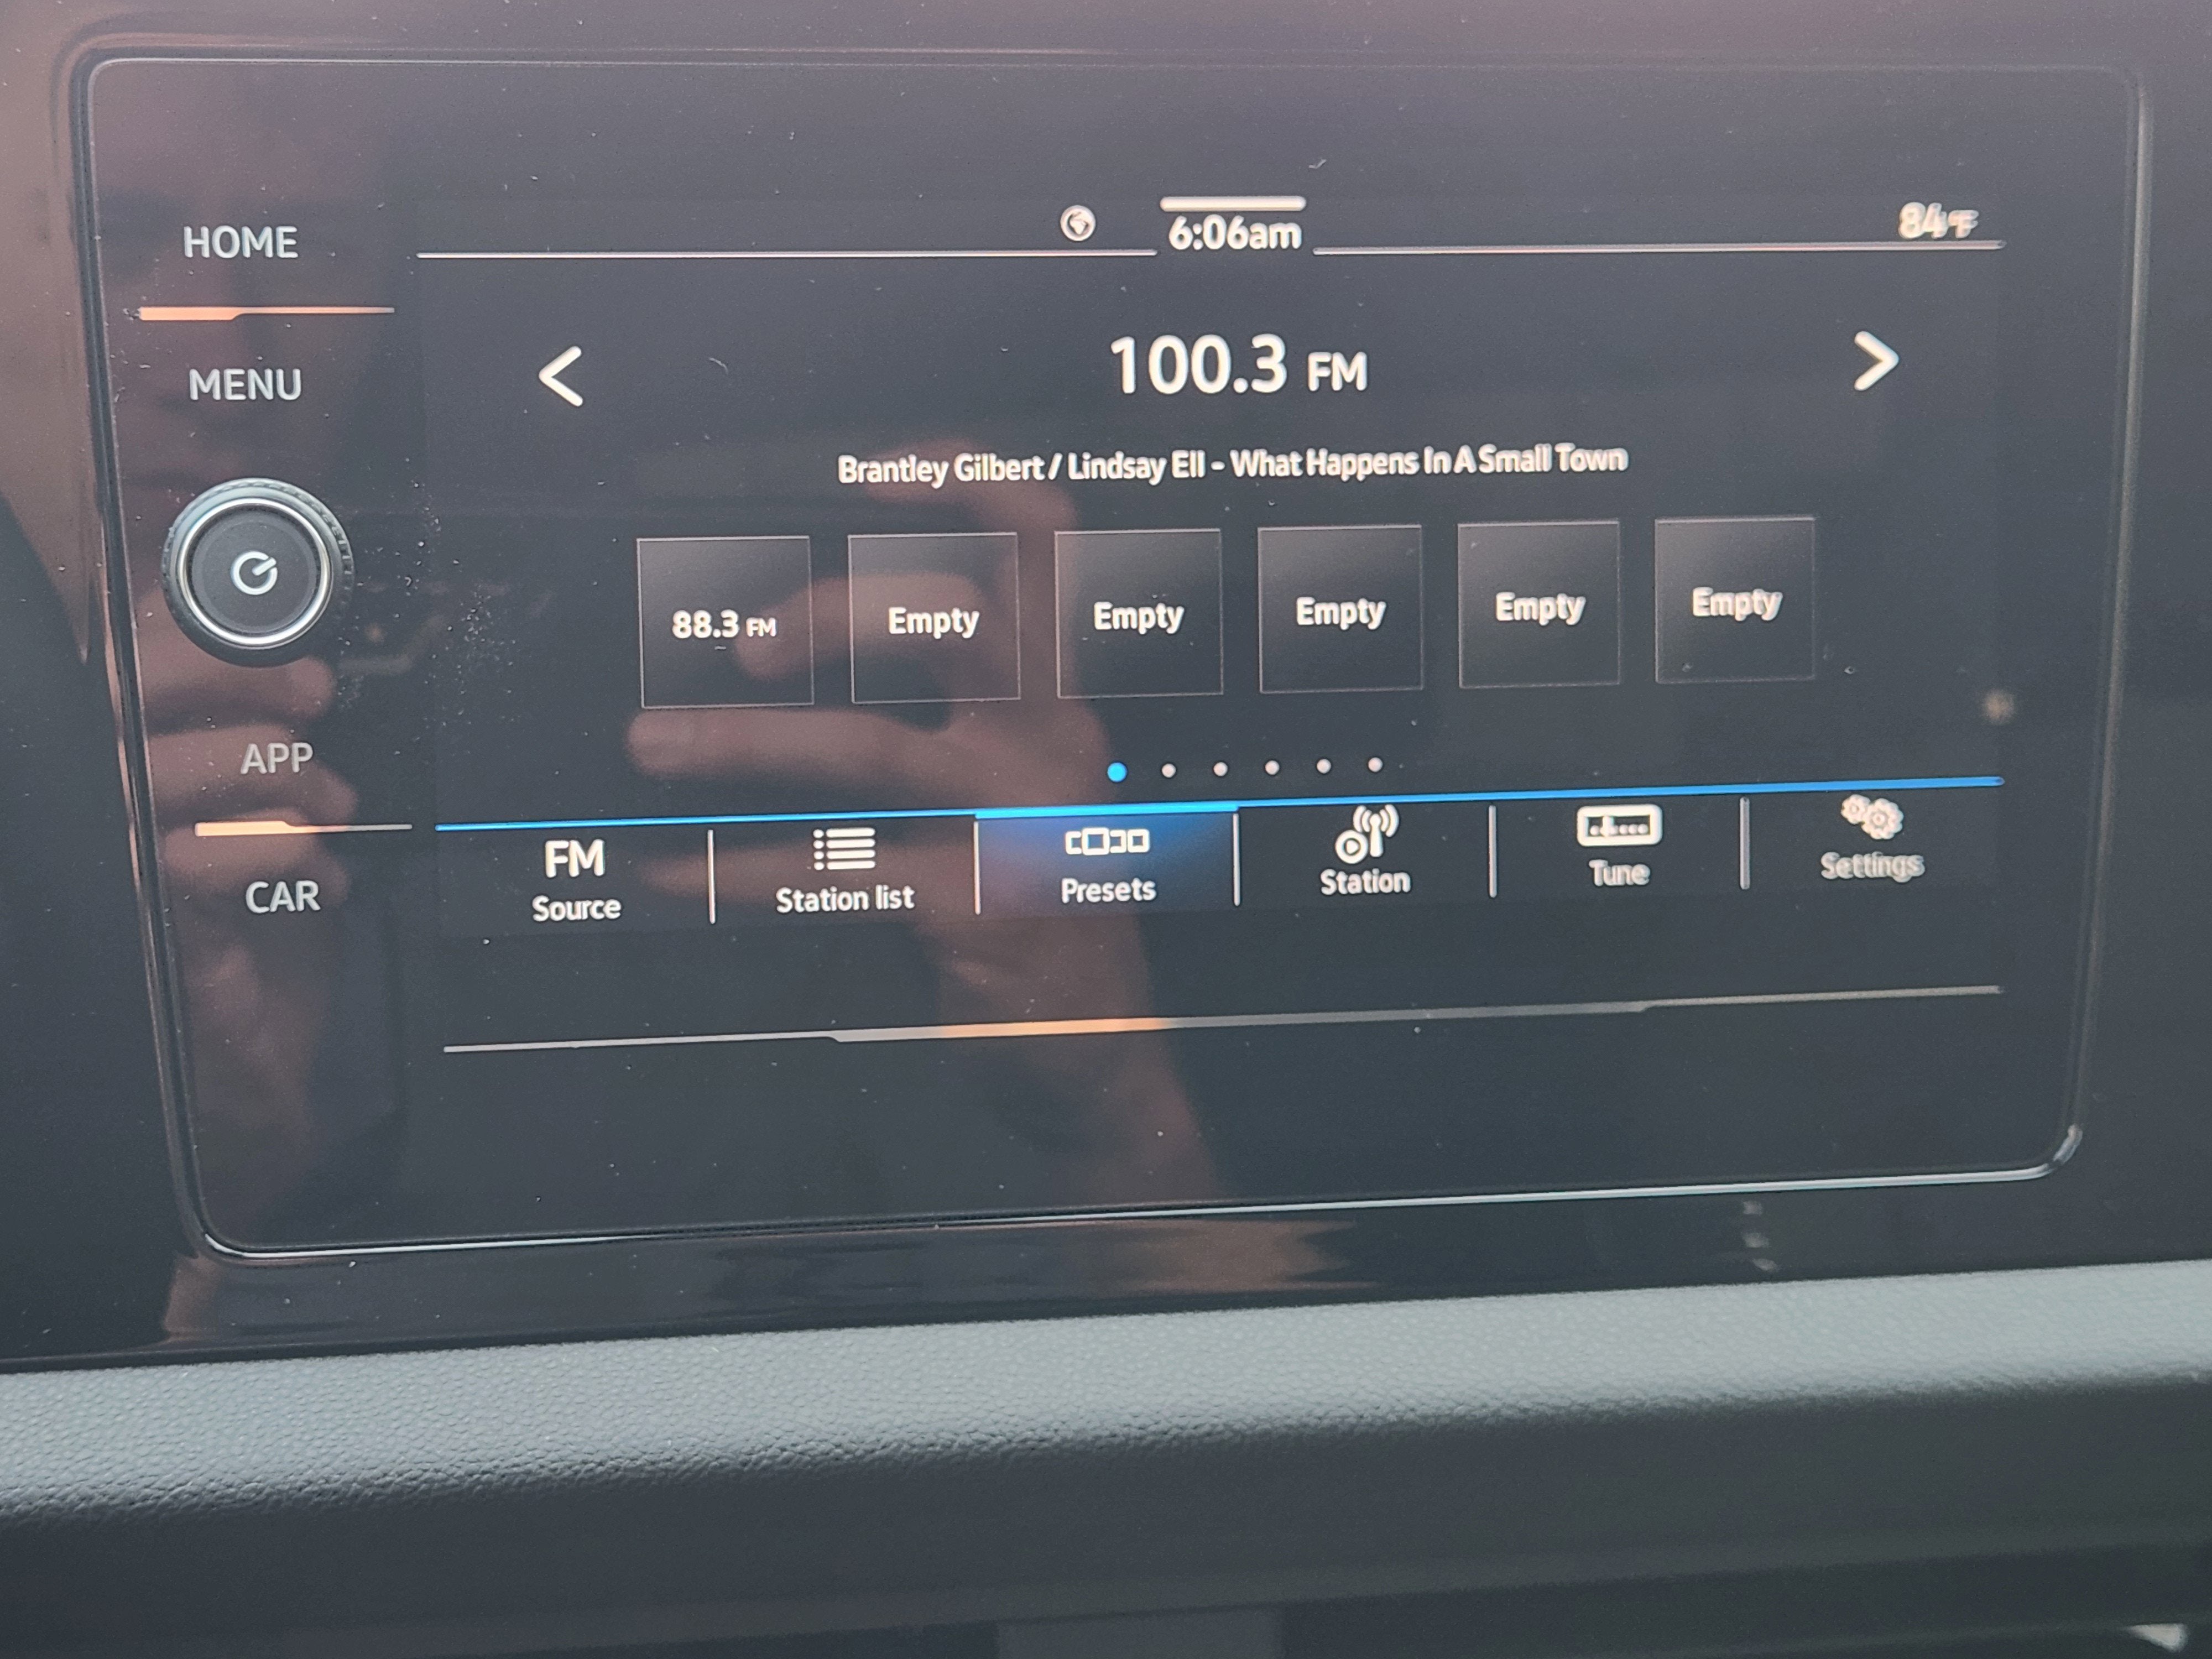 HOME
6:06am
84°F
MENU
100.3 FM
Brantley Gilbert / Lindsay Ell - What Happens In A Small Town
88.3 FM
Empty
Empty
Empty
Empty
Empty
APP
CAR
FM
Source
Station list
Presets
Station
Tune
Settings